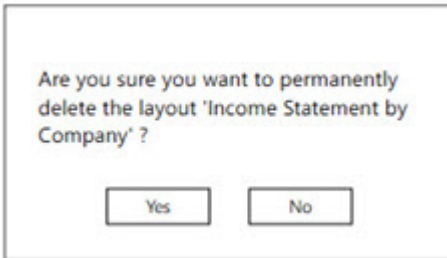 Are you sure you want to permanently
delete the layout 'Income Statement by
Company' ?
Yes No